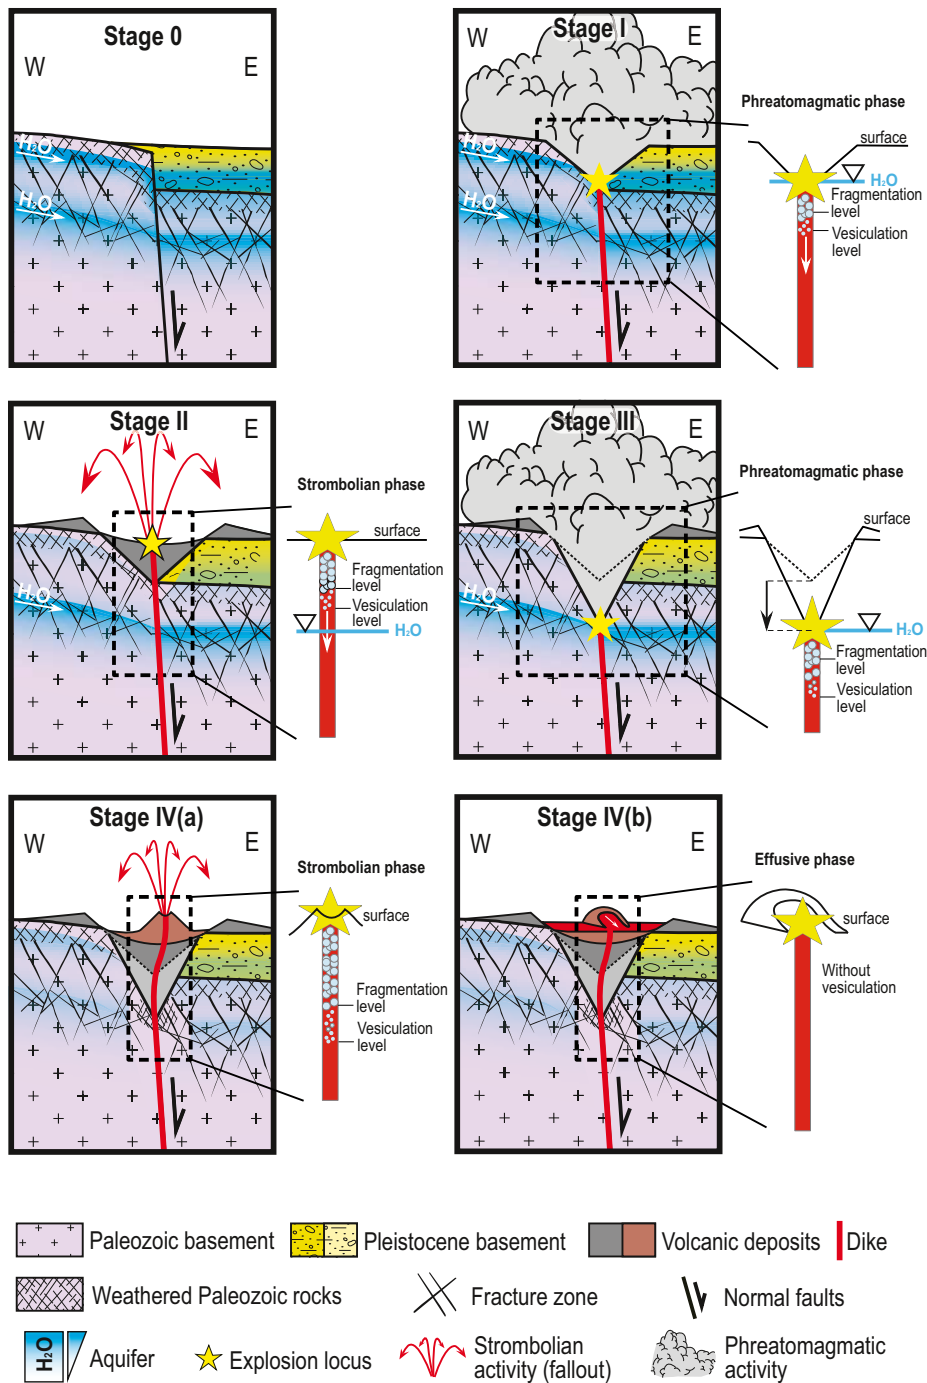 Stage 0
W
E
H₂O
H₂O
Stage I
W
E
H₂O
H₂O
Phreatomagmatic phase
surface
H₂O
Fragmentation
level
Vesiculation
level
Stage II
W
E
H₂O
Strombolian phase
surface
Fragmentation
level
Vesiculation
level
H₂O
Stage III
W
E
Phreatomagmatic phase
surface
H₂O
Fragmentation
level
Vesiculation
level
Stage IV(a)
W
E
Strombolian phase
surface
Fragmentation
level
Vesiculation
level
Stage IV(b)
W
E
Effusive phase
surface
Without
vesiculation
Paleozoic basement
Pleistocene basement
Volcanic deposits
Dike
Weathered Paleozoic rocks
Fracture zone
Normal faults
H₂O
Aquifer
Explosion locus
Strombolian
activity (fallout)
Phreatomagmatic
activity